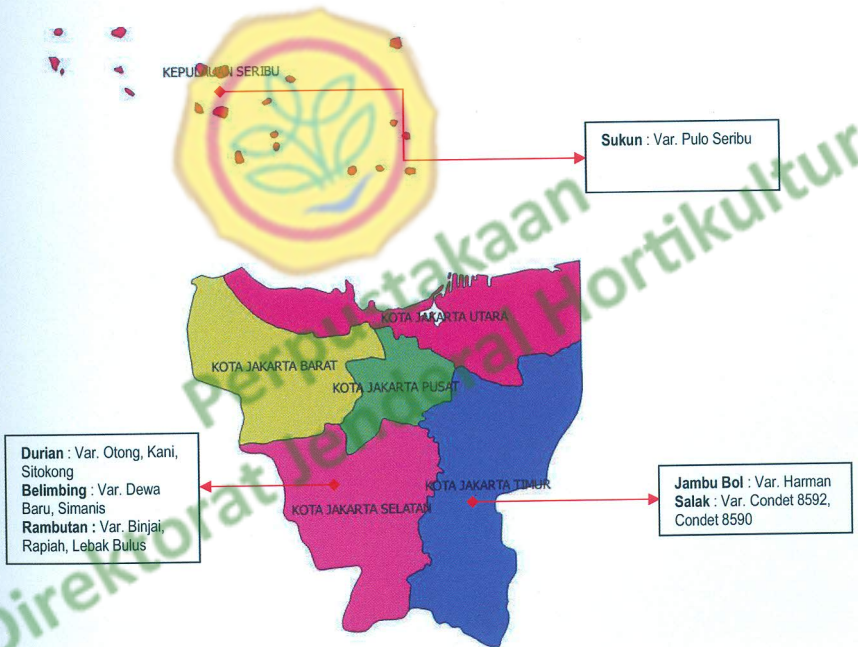 KEPULAUAN SERIBU
Sukun : Var. Pulo Seribu
KOTA JAKARTA UTARA
KOTA JAKARTA BARAT
KOTA JAKARTA PUSAT
Durian : Var. Otong, Kani,
Sitokong
Belimbing : Var. Dewa
Baru, Simanis
Rambutan : Var. Binjai,
Rapiah, Lebak Bulus
KOTA JAKARTA SELATAN
KOTA JAKARTA TIMUR
Jambu Bol : Var. Harman
Salak : Var. Condet 8592,
Condet 8590
Perpustakaan
Direktorat Jenderal Hortikultur